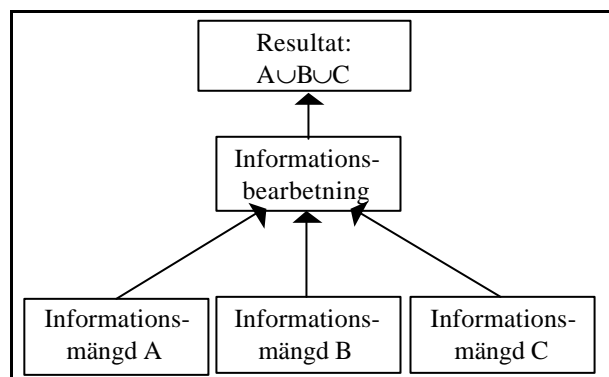 Resultat:
A∪B∪C
Informations-
bearbetning
Informations-
mängd A
Informations-
mängd B
Informations-
mängd C